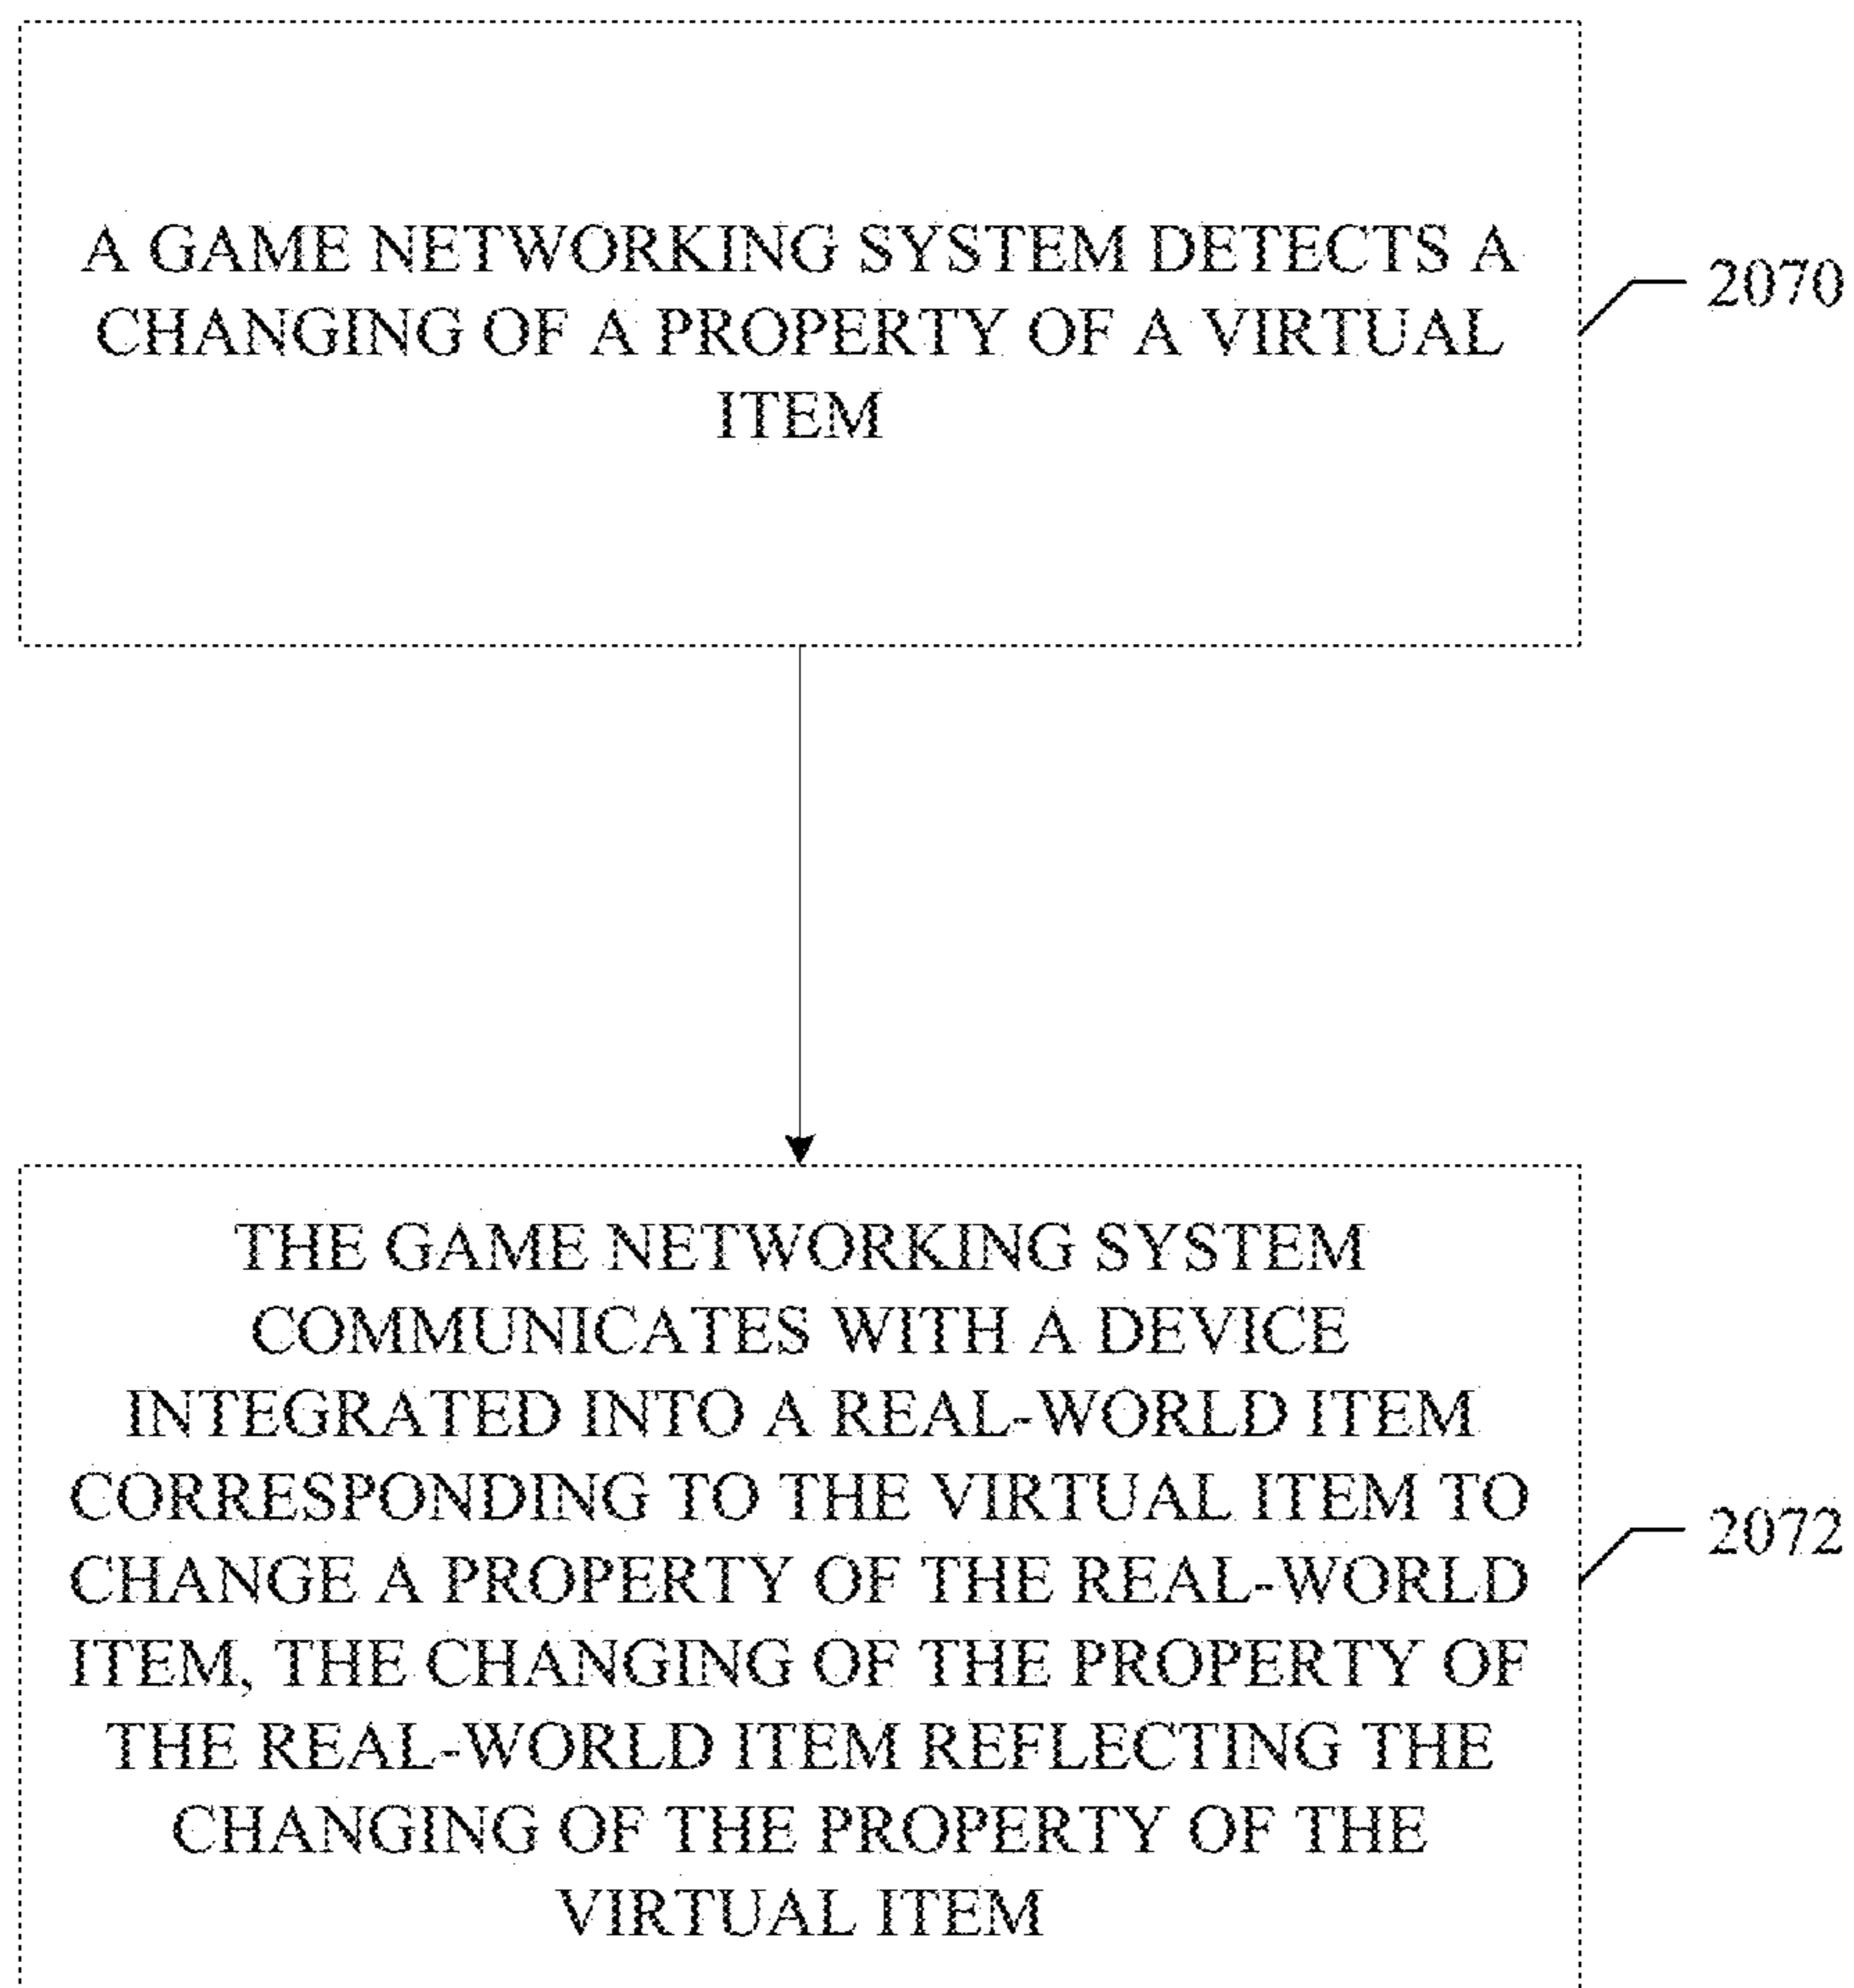 A GAME NETWORKING SYSTEM DETECTS A
CHANGING OF A PROPERTY OF A VIRTUAL
ITEM
2070
THE GAME NETWORKING SYSTEM
COMMUNICATES WITH A DEVICE
INTEGRATED INTO A REAL-WORLD ITEM
CORRESPONDING TO THE VIRTUAL ITEM TO
CHANGE A PROPERTY OF THE REAL-WORLD
ITEM, THE CHANGING OF THE PROPERTY OF
THE REAL-WORLD ITEM REFLECTING THE
CHANGING OF THE PROPERTY OF THE
VIRTUAL ITEM
2072